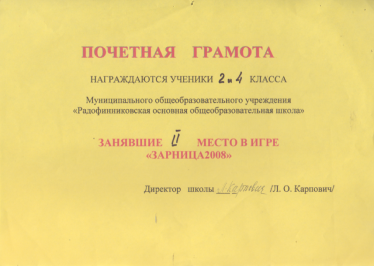 ПОЧЕТНАЯ ГРАМОТА
НАГРАЖДАЮТСЯ УЧЕНИКИ 2 и 4 КЛАССА
Муниципального общеобразовательного учреждения
«Радофинниковская основная общеобразовательная школа»
ЗАНЯВШИЕ II МЕСТО В ИГРЕ
«ЗАРНИЦА2008»
Директор школы /Л. О. Карпович/